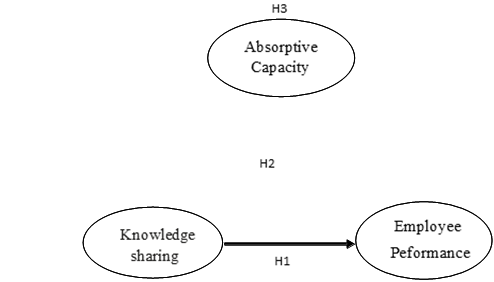 H3
Absorptive
Capacity
H2
Knowledge
sharing
Employee
Peformance
H1